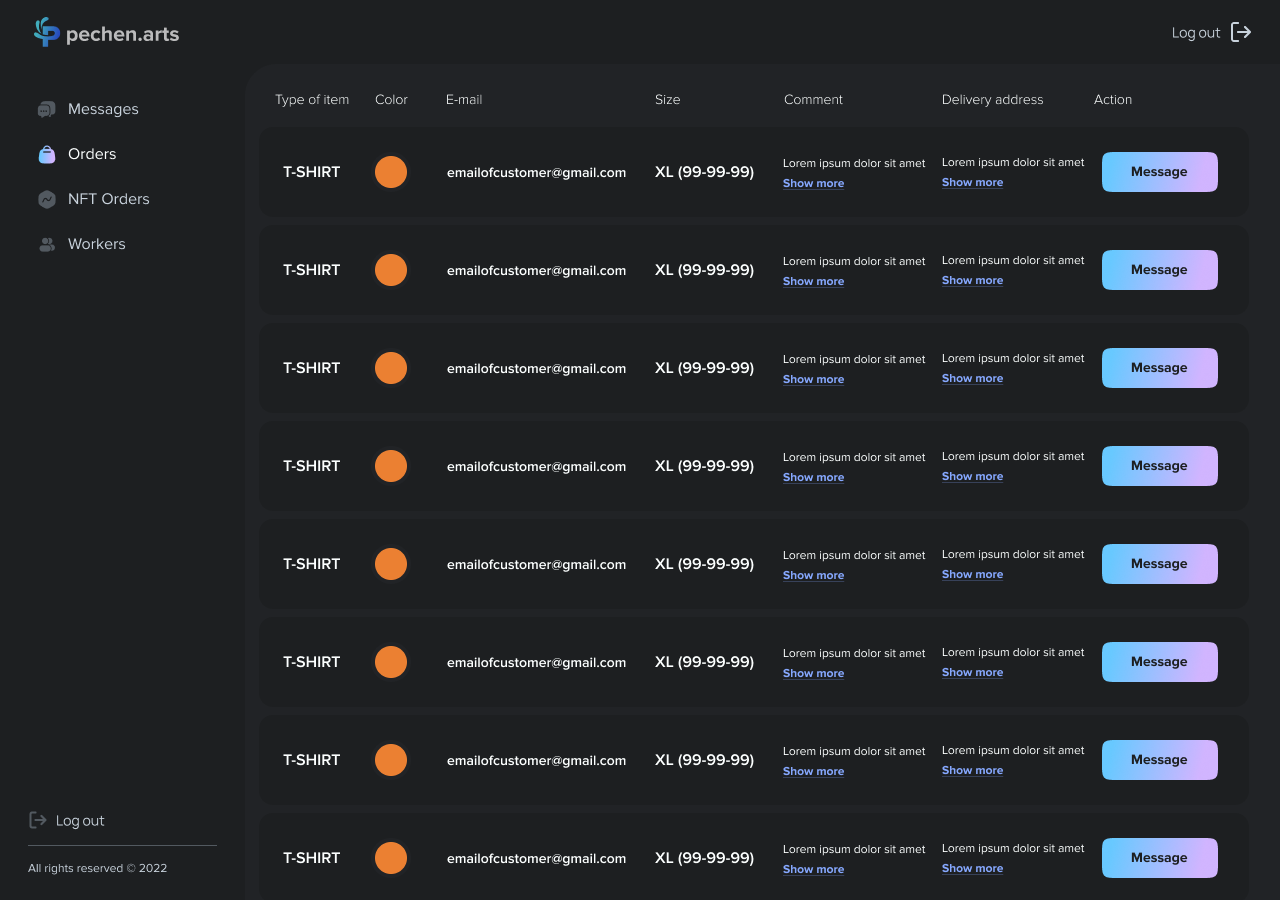 pechen.arts
Log out
Messages
Orders
NFT Orders
Workers
Type of item Color E-mail Size Comment Delivery address Action
T-SHIRT emailofcustomer@gmail.com XL (99-99-99) Lorem ipsum dolor sit amet Lorem ipsum dolor sit amet Message
Show more Show more
T-SHIRT emailofcustomer@gmail.com XL (99-99-99) Lorem ipsum dolor sit amet Lorem ipsum dolor sit amet Message
Show more Show more
T-SHIRT emailofcustomer@gmail.com XL (99-99-99) Lorem ipsum dolor sit amet Lorem ipsum dolor sit amet Message
Show more Show more
T-SHIRT emailofcustomer@gmail.com XL (99-99-99) Lorem ipsum dolor sit amet Lorem ipsum dolor sit amet Message
Show more Show more
T-SHIRT emailofcustomer@gmail.com XL (99-99-99) Lorem ipsum dolor sit amet Lorem ipsum dolor sit amet Message
Show more Show more
T-SHIRT emailofcustomer@gmail.com XL (99-99-99) Lorem ipsum dolor sit amet Lorem ipsum dolor sit amet Message
Show more Show more
T-SHIRT emailofcustomer@gmail.com XL (99-99-99) Lorem ipsum dolor sit amet Lorem ipsum dolor sit amet Message
Show more Show more
T-SHIRT emailofcustomer@gmail.com XL (99-99-99) Lorem ipsum dolor sit amet Lorem ipsum dolor sit amet Message
Show more Show more
Log out
All rights reserved © 2022